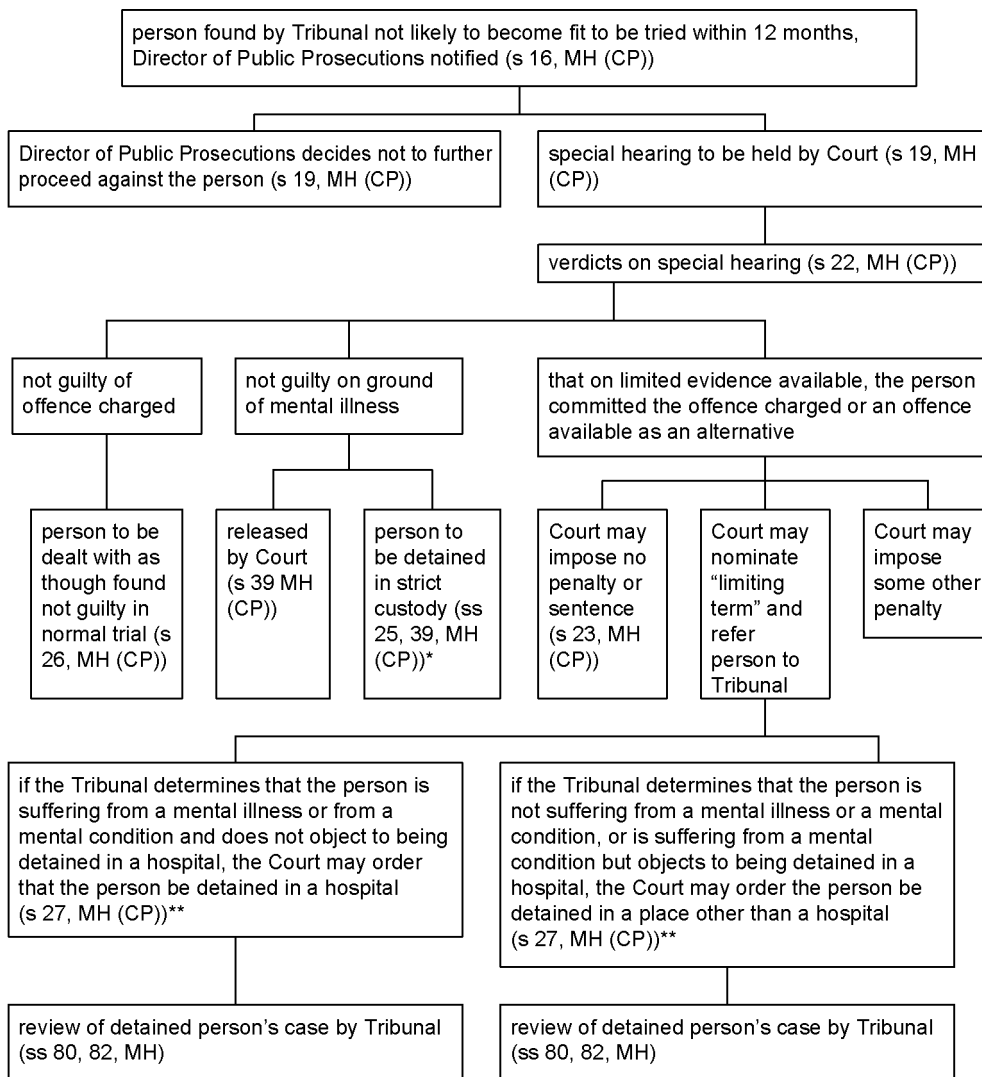 person found by Tribunal not likely to become fit to be tried within 12 months,
Director of Public Prosecutions notified (s 16, MH (CP))
Director of Public Prosecutions decides not to further
proceed against the person (s 19, MH (CP))
special hearing to be held by Court (s 19, MH
(CP))
verdicts on special hearing (s 22, MH (CP))
not guilty of
offence charged
not guilty on ground
of mental illness
that on limited evidence available, the person
committed the offence charged or an offence
available as an alternative
person to be
dealt with as
though found
not guilty in
normal trial (s
26, MH (CP))
released
by Court
(s 39 MH
(CP))
person to
be detained
in strict
custody (ss
25, 39, MH
(CP))*
Court may
impose no
penalty or
sentence
(s 23, MH
(CP))
Court may
nominate
“limiting
term” and
refer
person to
Tribunal
Court may
impose
some other
penalty
if the Tribunal determines that the person is
suffering from a mental illness or from a
mental condition and does not object to being
detained in a hospital, the Court may order
that the person be detained in a hospital
(s 27, MH (CP))**
if the Tribunal determines that the person is
not suffering from a mental illness or a mental
condition, or is suffering from a mental
condition but objects to being detained in a
hospital, the Court may order the person be
detained in a place other than a hospital
(s 27, MH (CP))**
review of detained person’s case by Tribunal
(ss 80, 82, MH)
review of detained person’s case by Tribunal
(ss 80, 82, MH)